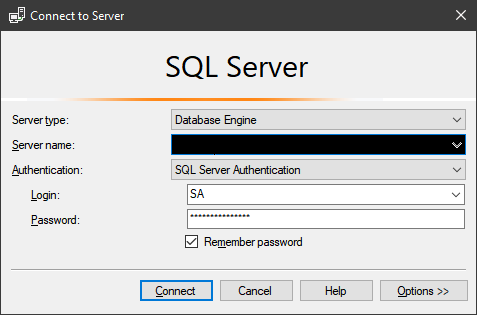 Connect to Server
SQL Server
Server type: Database Engine
Server name:
Authentication: SQL Server Authentication
Login: SA
Password: ***************
Remember password
Connect Cancel Help Options >>